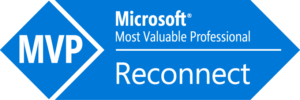 MVP
Microsoft®
Most Valuable Professional
Reconnect